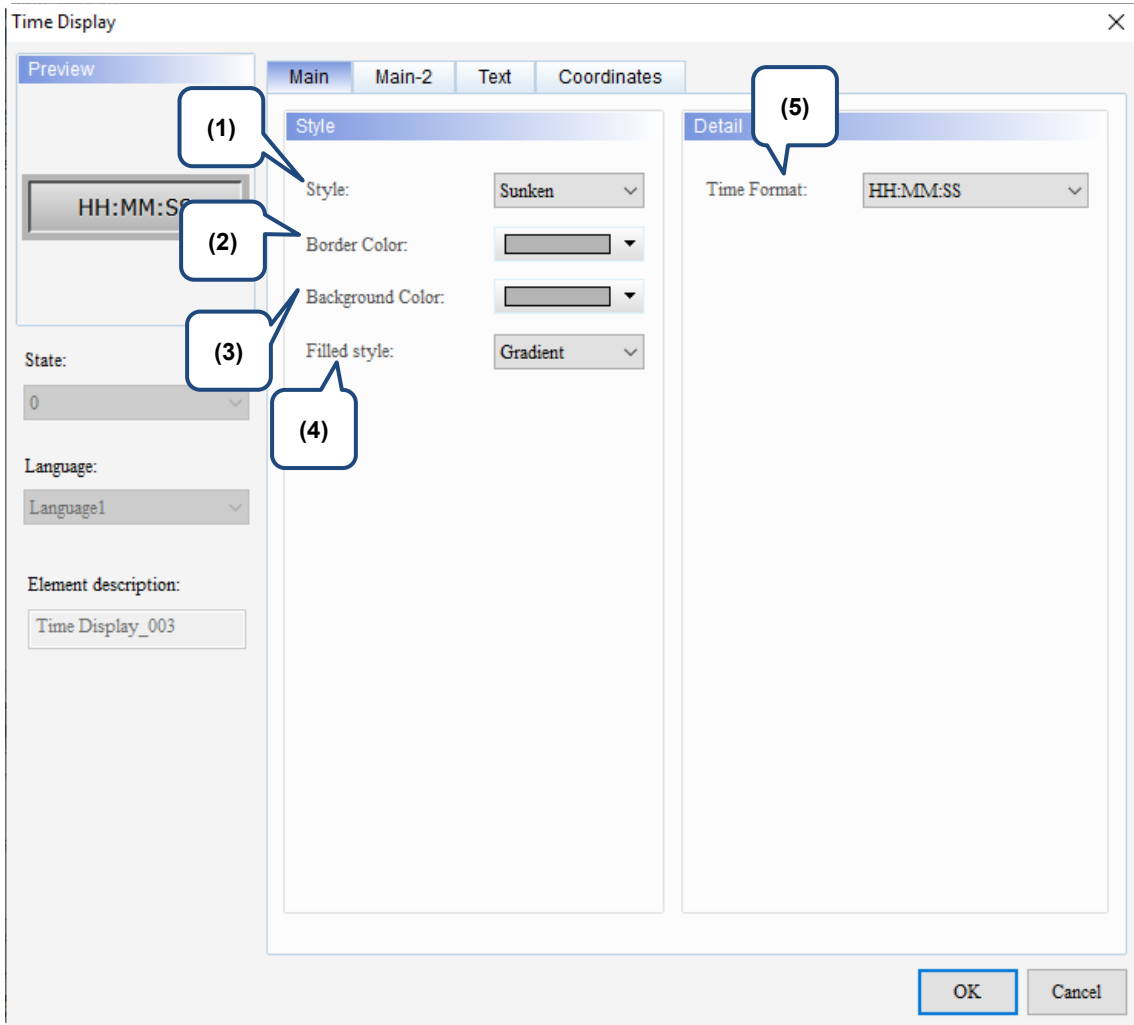 Time Display
Preview
HH:MM:SS
State:
0
Language:
Language1
Element description:
Time Display_003
Main Main-2 Text Coordinates
Style
(1)
Style: Sunken
(2)
Border Color:
(3)
Background Color:
Filled style: Gradient
(4)
Detail
(5)
Time Format: HH:MM:SS
OK Cancel